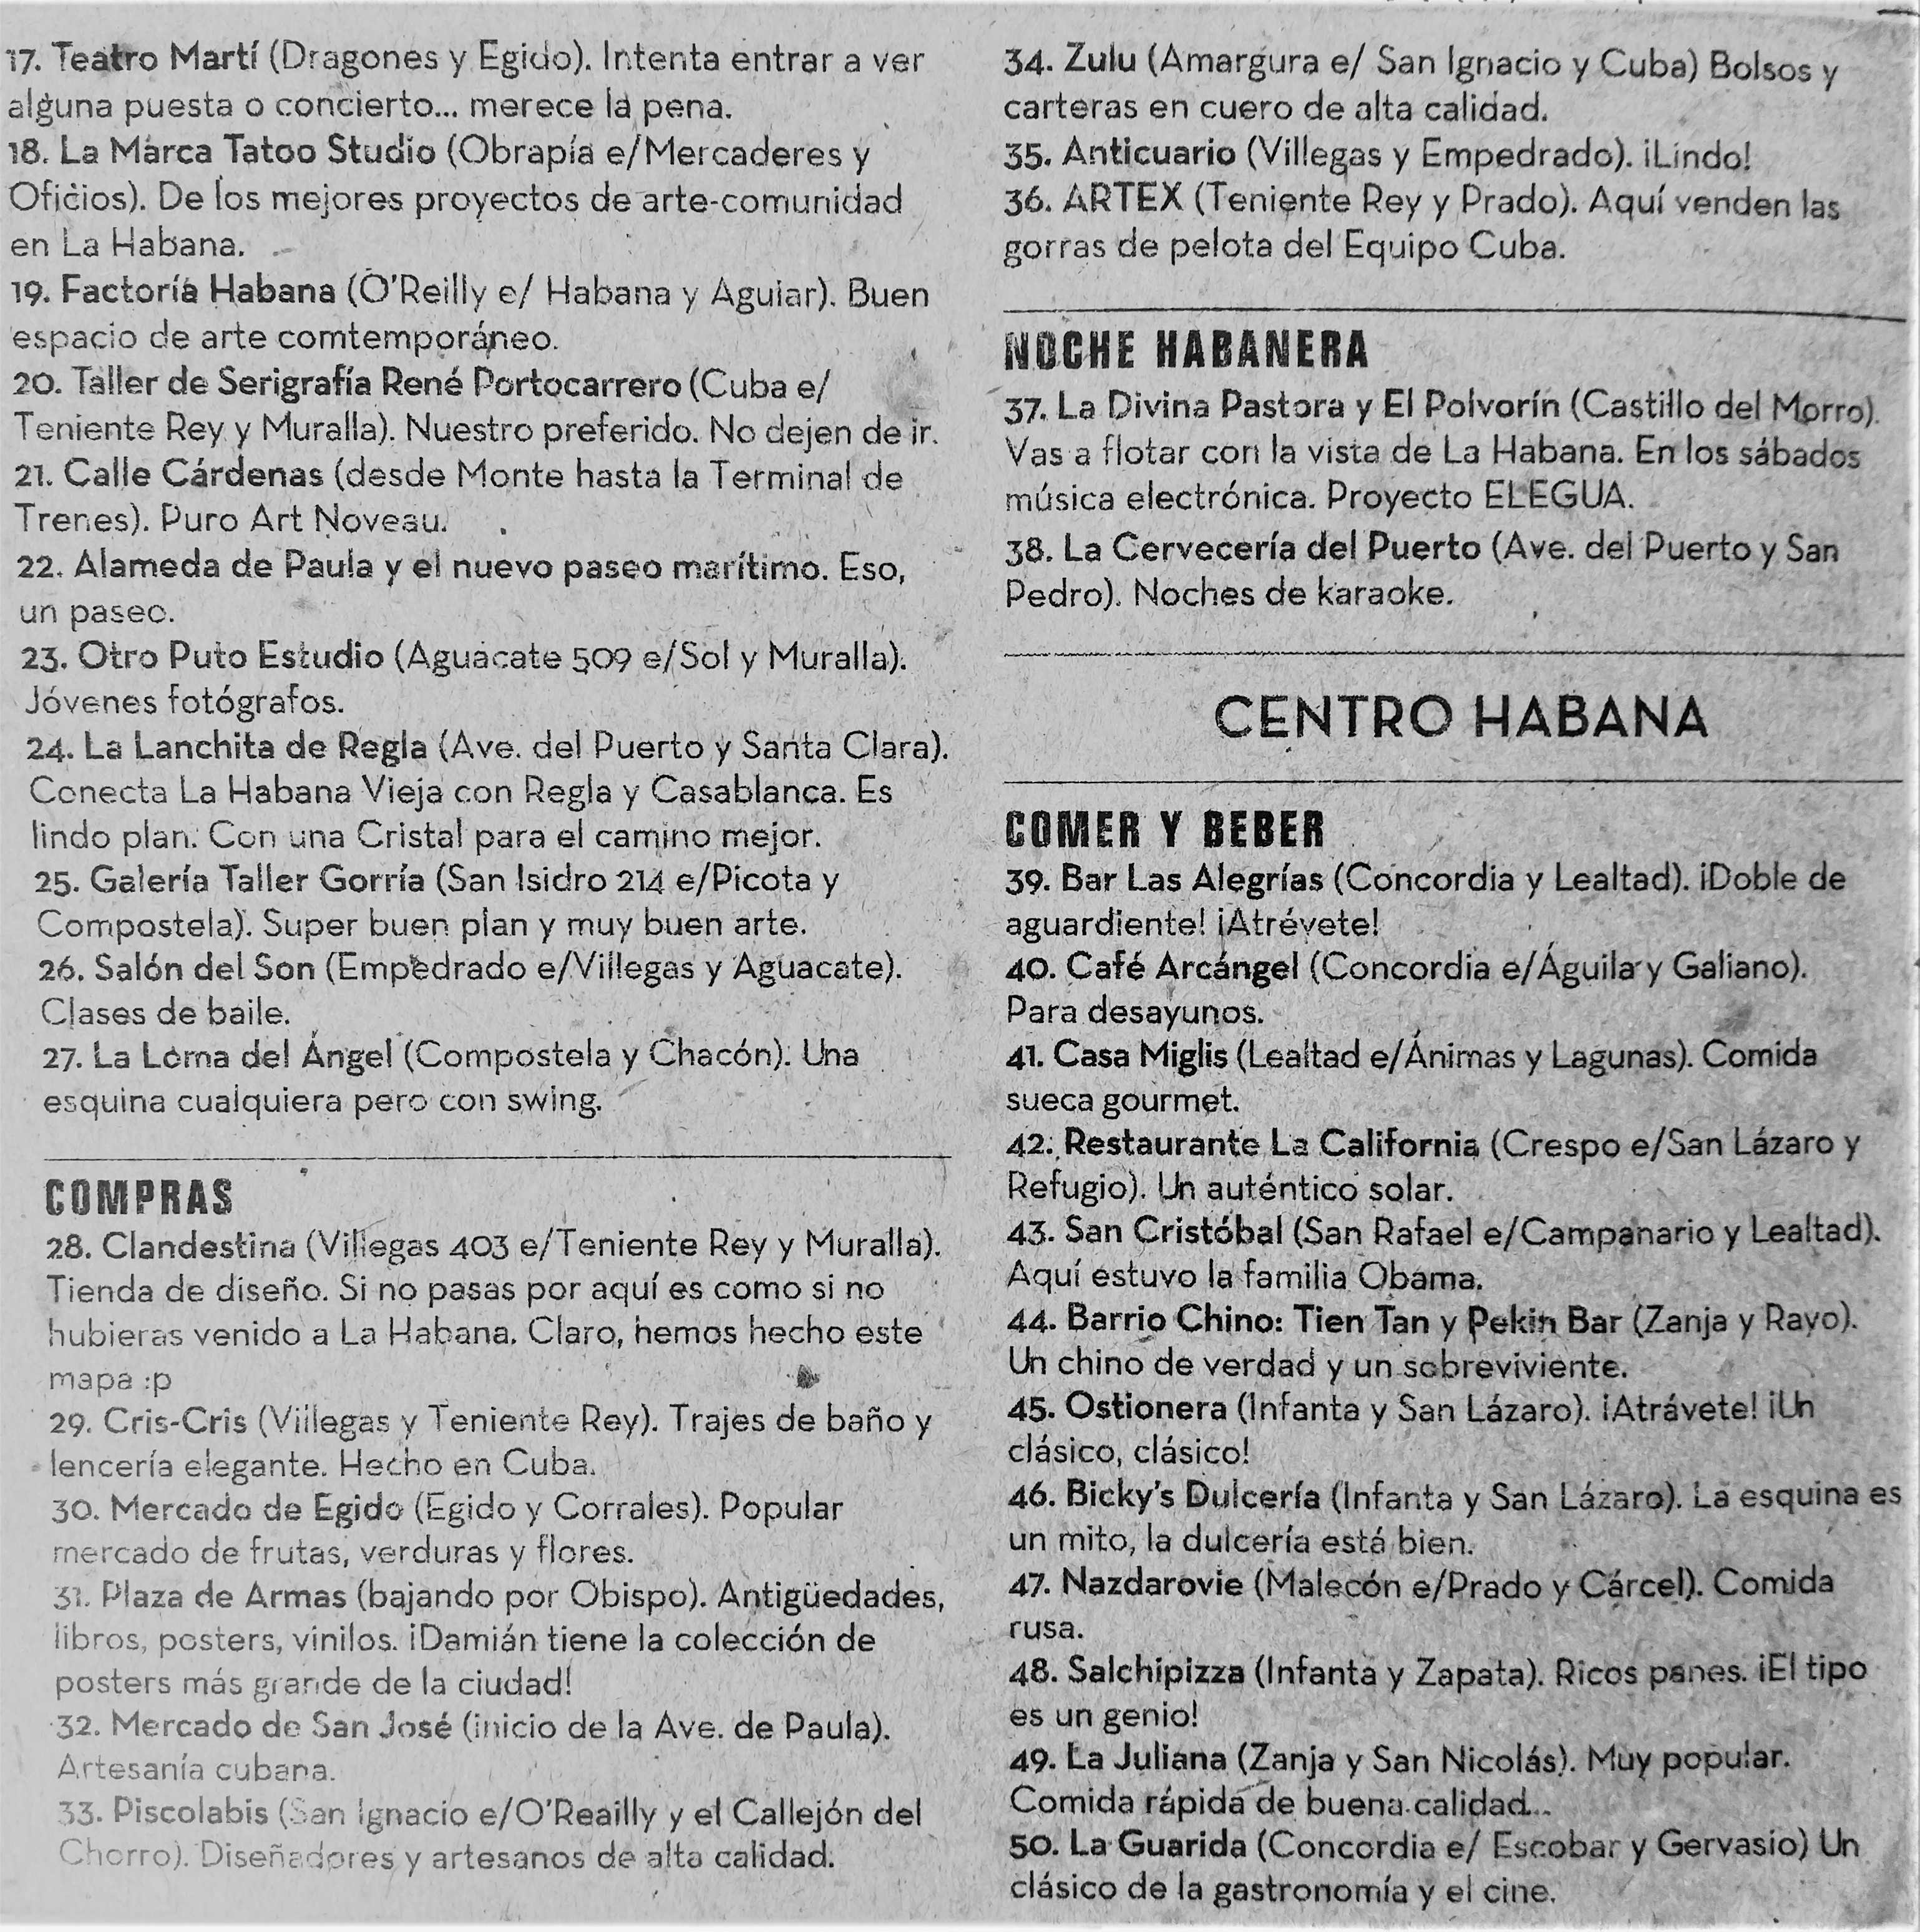 17. Teatro Martí (Dragones y Egido). Intenta entrar a ver
alguna puesta o concierto... merece la pena.
18. La Marca Tatoo Studio (Obrapía e/Mercaderes y
Oficios). De los mejores proyectos de arte-comunidad
en La Habana.
19. Factoría Habana (O'Reilly e/ Habana y Aguiar). Buen
espacio de arte comtemporáneo.
20. Taller de Serigrafía René Portocarrero (Cuba e/
Teniente Rey y Muralla). Nuestro preferido. No dejen de ir.
21. Calle Cárdenas (desde Monte hasta la Terminal de
Trenes). Puro Art Noveau.
22. Alameda de Paula y el nuevo paseo marítimo. Eso,
un paseo.
23. Otro Puto Estudio (Aguacate 509 e/Sol y Muralla).
Jóvenes fotógrafos.
24. La Lanchita de Regla (Ave. del Puerto y Santa Clara).
Conecta La Habana Vieja con Regla y Casablanca. Es
lindo plan. Con una Cristal para el camino mejor.
25. Galería Taller Gorría (San Isidro 214 e/Picota y
Compostela). Super buen plan y muy buen arte.
26. Salón del Son (Empedrado e/Villegas y Aguacate).
Clases de baile.
27. La Loma del Ángel (Compostela y Chacón). Una
esquina cualquiera pero con swing.
COMPRAS
28. Clandestina (Villegas 403 e/Teniente Rey y Muralla).
Tienda de diseño. Si no pasas por aquí es como si no
hubieras venido a La Habana. Claro, hemos hecho este
mapa :p
29. Cris-Cris (Villegas y Teniente Rey). Trajes de baño y
lencería elegante. Hecho en Cuba.
30. Mercado de Egido (Egido y Corrales). Popular
mercado de frutas, verduras y flores.
31. Plaza de Armas (bajando por Obispo). Antigüedades,
libros, posters, vinilos. ¡Damián tiene la colección de
posters más grande de la ciudad!
32. Mercado de San José (inicio de la Ave. de Paula).
Artesanía cubana.
33. Piscolabis (San Ignacio e/O'Reailly y el Callejón del
Chorro). Diseñadores y artesanos de alta calidad.
34. Zulu (Amargura e/ San Ignacio y Cuba) Bolsos y
carteras en cuero de alta calidad.
35. Anticuario (Villegas y Empedrado). ¡Lindo!
36. ARTEX (Teniente Rey y Prado). Aquí venden las
gorras de pelota del Equipo Cuba.
NOCHE HABANERA
37. La Divina Pastora y El Polvorín (Castillo del Morro).
Vas a flotar con la vista de La Habana. En los sábados
música electrónica. Proyecto ELEGUA.
38. La Cervecería del Puerto (Ave. del Puerto y San
Pedro). Noches de karaoke.
CENTRO HABANA
COMER Y BEBER
39. Bar Las Alegrías (Concordia y Lealtad). ¡Doble de
aguardiente! ¡Atrévete!
40. Café Arcángel (Concordia e/Águila y Galiano).
Para desayunos.
41. Casa Miglis (Lealtad e/Ánimas y Lagunas). Comida
sueca gourmet.
42. Restaurante La California (Crespo e/San Lázaro y
Refugio). Un auténtico solar.
43. San Cristóbal (San Rafael e/Campanario y Lealtad).
Aquí estuvo la familia Obama.
44. Barrio Chino: Tien Tan y Pekin Bar (Zanja y Rayo).
Un chino de verdad y un sobreviviente.
45. Ostionera (Infanta y San Lázaro). ¡Atrávete! ¡Un
clásico, clásico!
46. Bicky's Dulcería (Infanta y San Lázaro). La esquina es
un mito, la dulcería está bien.
47. Nazdarovie (Malecón e/Prado y Cárcel). Comida
rusa.
48. Salchipizza (Infanta y Zapata). Ricos panes. ¡El tipo
es un genio!
49. La Juliana (Zanja y San Nicolás). Muy popular.
Comida rápida de buena calidad...
50. La Guarida (Concordia e/ Escobar y Gervasio) Un
clásico de la gastronomía y el cine.